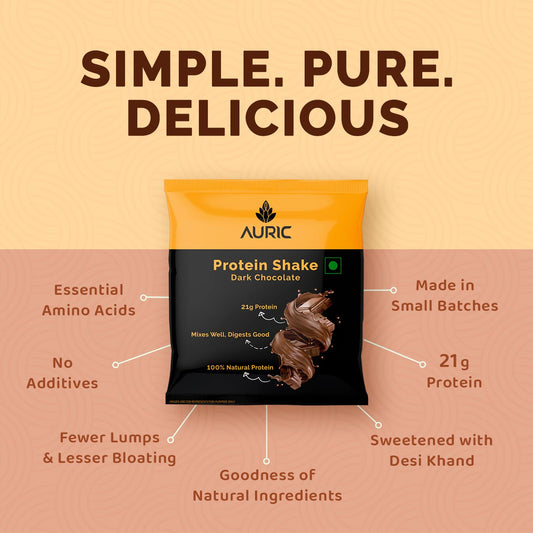 SIMPLE. PURE.
DELICIOUS
AURIC
Protein Shake
Dark Chocolate
21g Protein
Mixes Well, Digests Good
100% Natural Protein
Essential
Amino Acids
No
Additives
Fewer Lumps
& Lesser Bloating
Goodness of
Natural Ingredients
Made in
Small Batches
21g
Protein
Sweetened with
Desi Khand